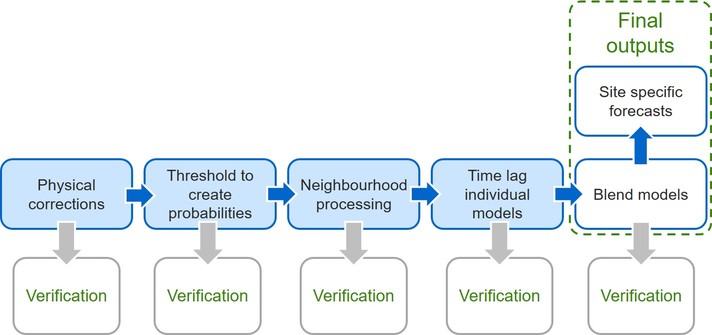 Final
outputs
Site specific
forecasts
Physical
corrections
Threshold to
create
probabilities
Neighbourhood
processing
Time lag
individual
models
Blend models
Verification
Verification
Verification
Verification
Verification